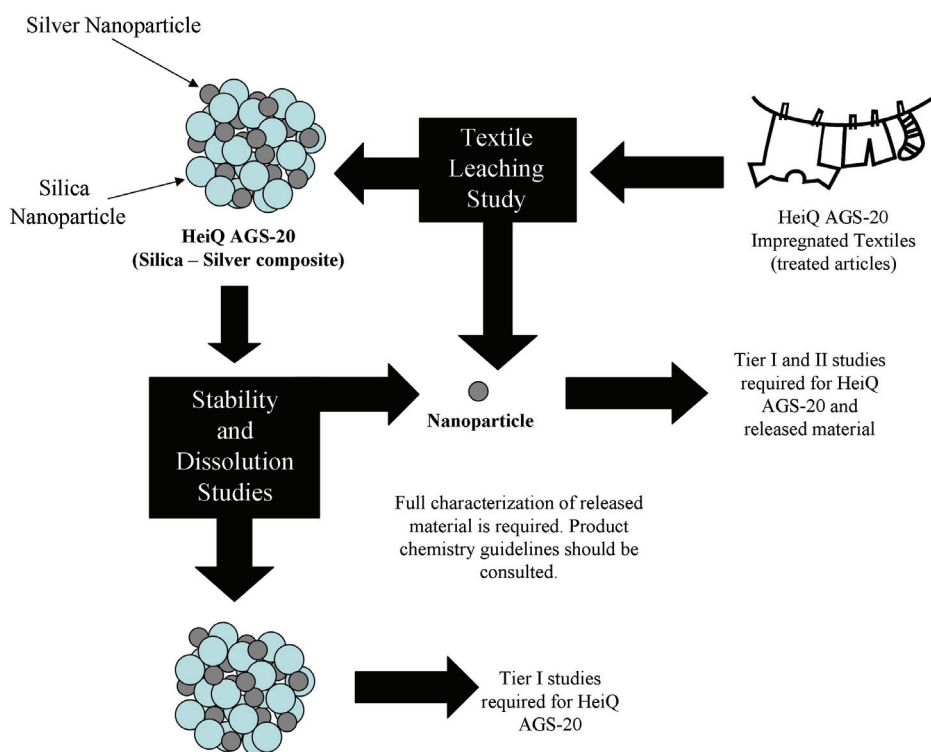 Silver Nanoparticle
Silica
Nanoparticle
HeiQ AGS-20
(Silica – Silver composite)
Textile
Leaching
Study
HeiQ AGS-20
Impregnated Textiles
(treated articles)
Stability
and
Dissolution
Studies
Nanoparticle
Tier I and II studies
required for HeiQ
AGS-20 and
released material
Full characterization of released
material is required. Product
chemistry guidelines should be
consulted.
Tier I studies
required for HeiQ
AGS-20